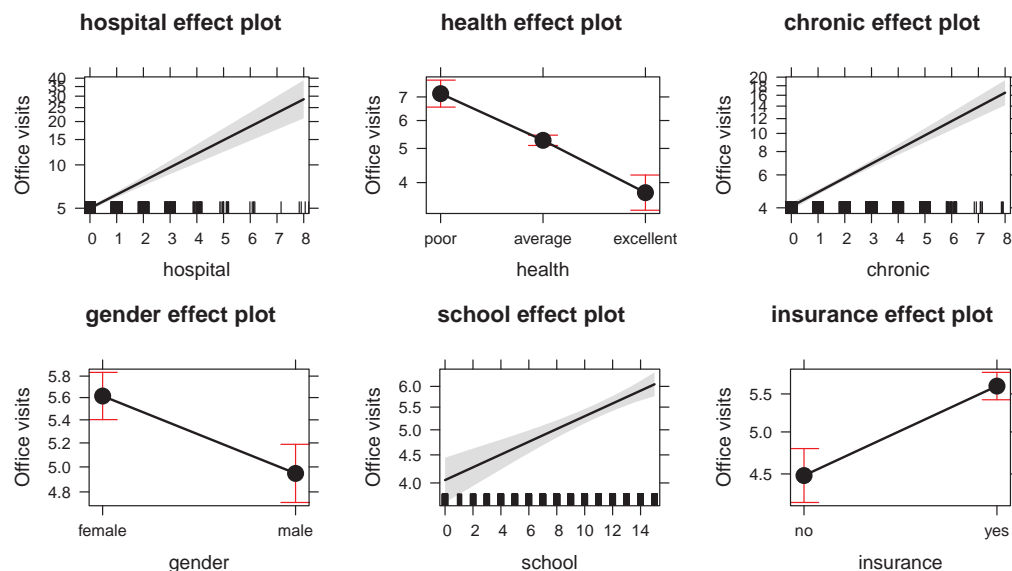 hospital effect plot
Office visits
40
35
30
25
20
15
10
5
0 1 2 3 4 5 6 7 8
hospital
health effect plot
Office visits
7
6
5
4
poor average excellent
health
chronic effect plot
Office visits
20
18
16
14
12
10
8
6
4
0 1 2 3 4 5 6 7 8
chronic
gender effect plot
Office visits
5.8
5.6
5.4
5.2
5.0
4.8
female male
gender
school effect plot
Office visits
6.0
5.5
5.0
4.5
4.0
0 2 4 6 8 10 12 14
school
insurance effect plot
Office visits
5.5
5.0
4.5
no yes
insurance